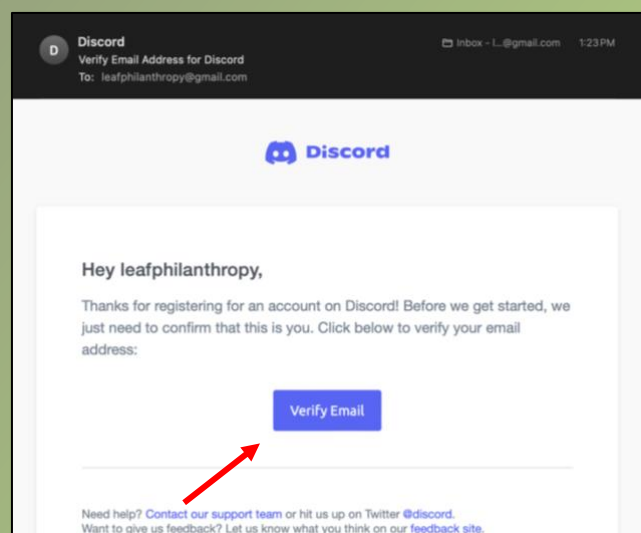 D
Discord
Inbox - l...@gmail.com 1:23 PM
Verify Email Address for Discord
To: leafphilanthropy@gmail.com
Discord
Hey leafphilanthropy,
Thanks for registering for an account on Discord! Before we get started, we
just need to confirm that this is you. Click below to verify your email
address:
Verify Email
Need help? Contact our support team or hit us up on Twitter @discord.
Want to give us feedback? Let us know what you think on our feedback site.